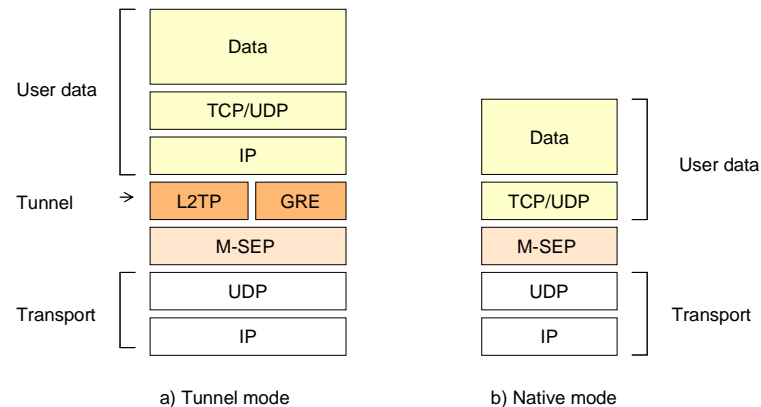 Data
User data
TCP/UDP
IP
Tunnel
L2TP GRE
M-SEP
UDP
Transport
IP
a) Tunnel mode
Data
User data
TCP/UDP
M-SEP
UDP
Transport
IP
b) Native mode